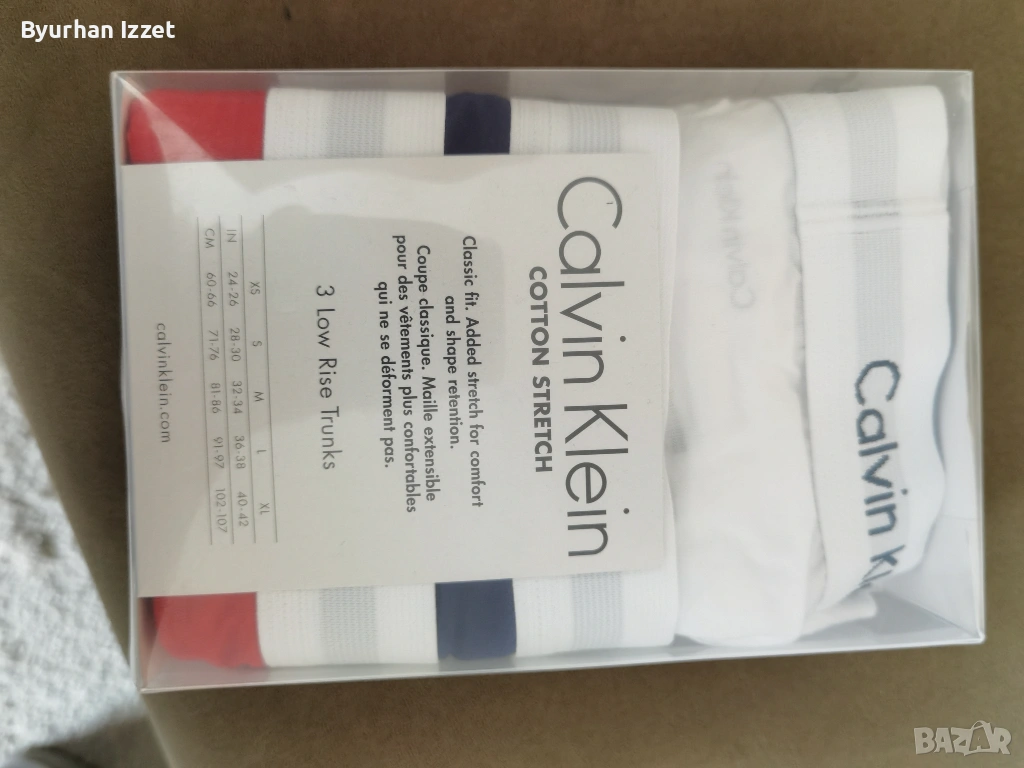 Byurhan Izzet
Calvin Klein
COTTON STRETCH
Classic fit. Added stretch for comfort
and shape retention.
Coupe classique. Maille extensible
pour des vêtements plus confortables
qui ne se déforment pas.
3 Low Rise Trunks
XS S M L XL
IN 24-26 28-30 32-34 36-38 40-42
CM 60-66 71-76 81-86 91-97 102-107
calvinklein.com
Calvin Kl
Calvin Klein
BAZAR